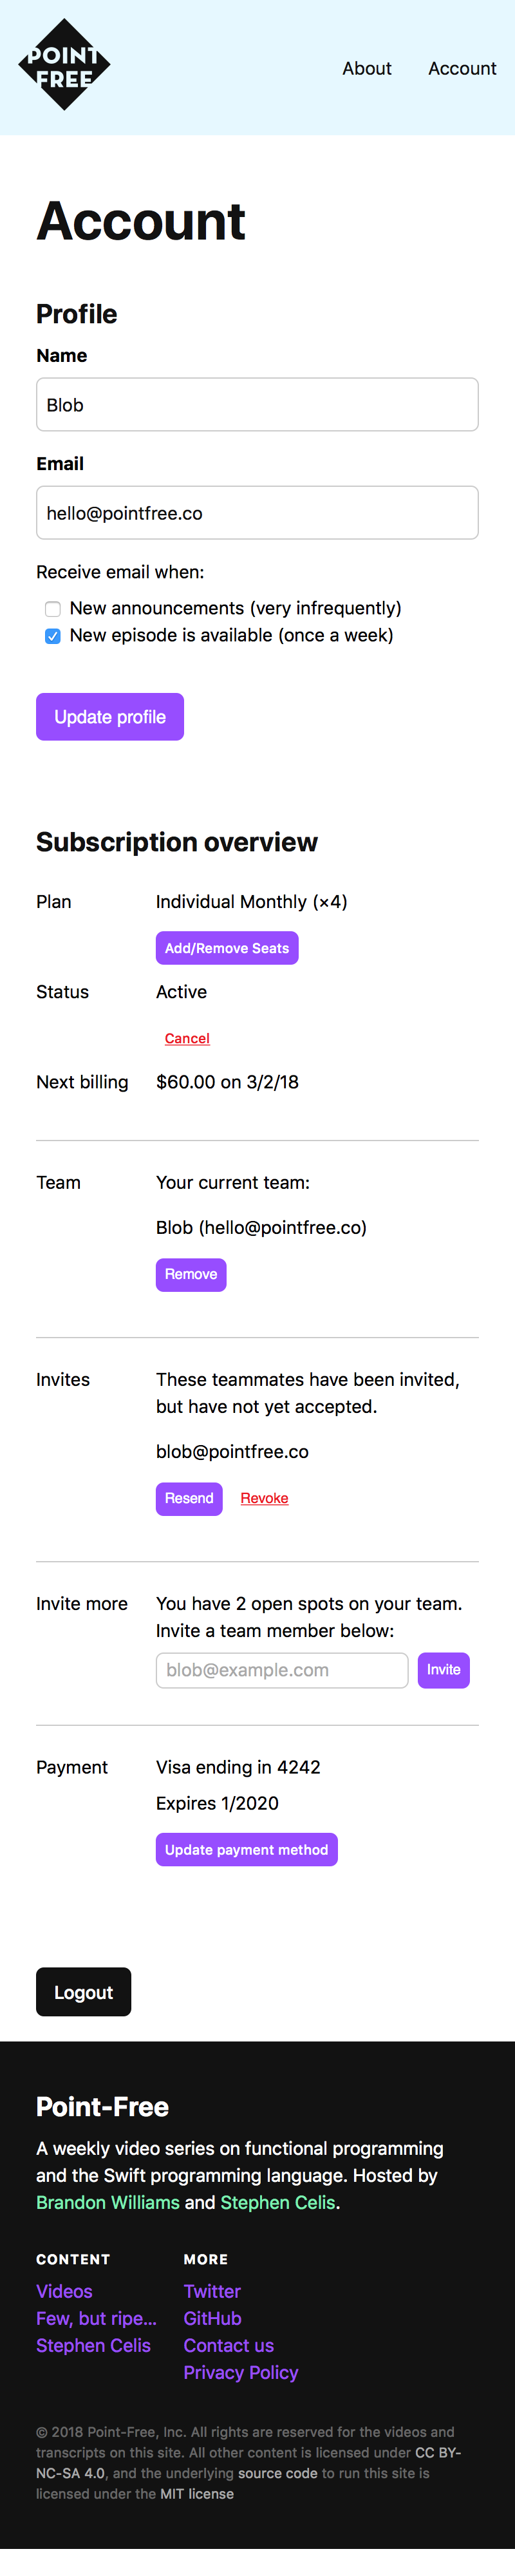 POINT
FREE
About Account
Account
Profile
Name
Blob
Email
hello@pointfree.co
Receive email when:
New announcements (very infrequently)
New episode is available (once a week)
Update profile
Subscription overview
Plan Individual Monthly (×4)
Add/Remove Seats
Status Active
Cancel
Next billing $60.00 on 3/2/18
Team Your current team:
Blob (hello@pointfree.co)
Remove
Invites These teammates have been invited,
but have not yet accepted.
blob@pointfree.co
Resend Revoke
Invite more You have 2 open spots on your team.
Invite a team member below:
blob@example.com Invite
Payment Visa ending in 4242
Expires 1/2020
Update payment method
Logout
Point-Free
A weekly video series on functional programming
and the Swift programming language. Hosted by
Brandon Williams and Stephen Celis.
CONTENT MORE
Videos Twitter
Few, but ripe... GitHub
Stephen Celis Contact us
Privacy Policy
© 2018 Point-Free, Inc. All rights are reserved for the videos and
transcripts on this site. All other content is licensed under CC BY-
NC-SA 4.0, and the underlying source code to run this site is
licensed under the MIT license